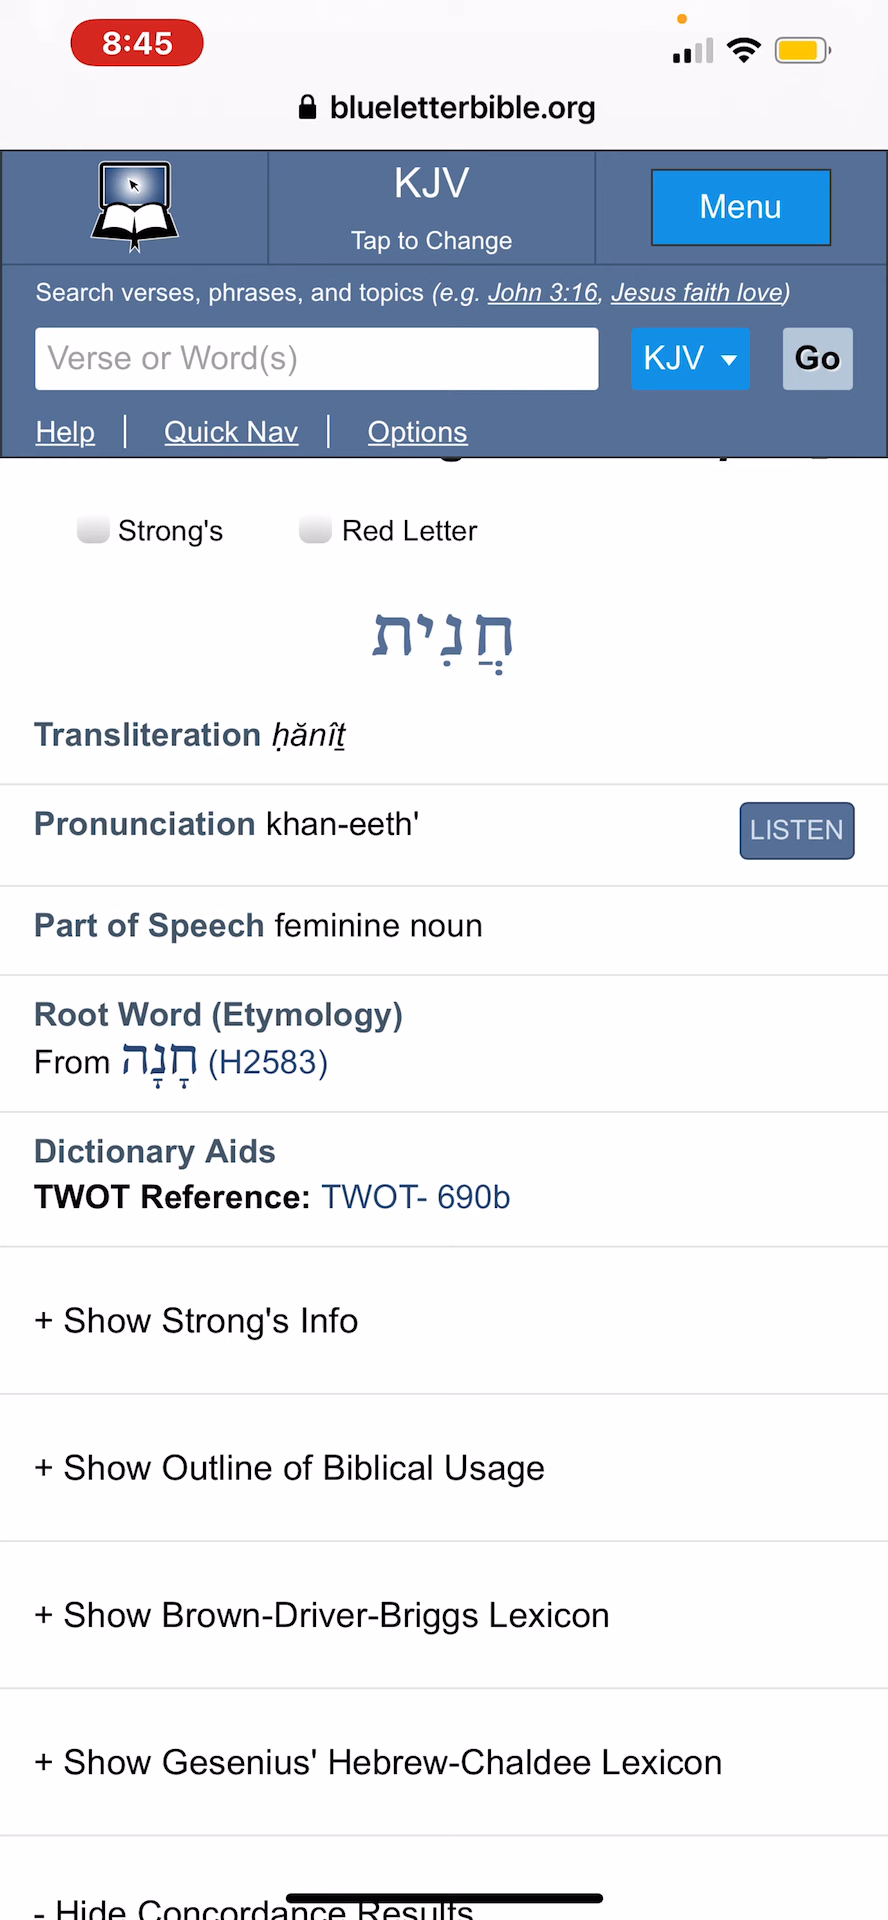 8:45
blueletterbible.org
KJV
Tap to Change
Menu
Search verses, phrases, and topics (e.g. John 3:16, Jesus faith love)
Verse or Word(s)
KJV
Go
Help | Quick Nav | Options
Strong's Red Letter
חֲנִית
Transliteration ḥănîṯ
Pronunciation khan-eeth'
LISTEN
Part of Speech feminine noun
Root Word (Etymology)
From חָנָה (H2583)
Dictionary Aids
TWOT Reference: TWOT- 690b
+ Show Strong's Info
+ Show Outline of Biblical Usage
+ Show Brown-Driver-Briggs Lexicon
+ Show Gesenius' Hebrew-Chaldee Lexicon
- Hide Concordance Results